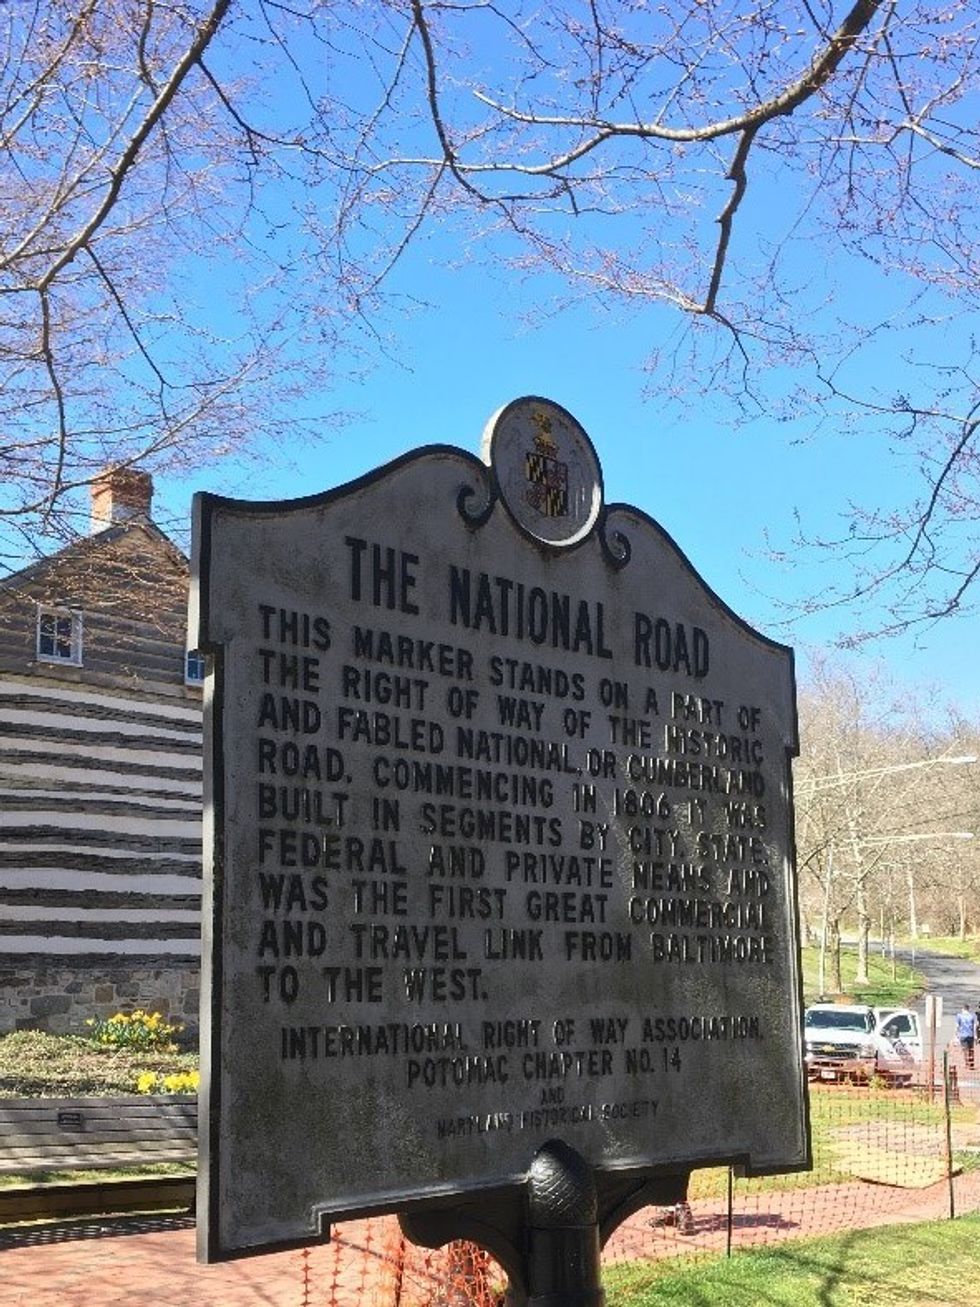 THE NATIONAL ROAD
THIS MARKER STANDS ON A PART OF
THE RIGHT OF WAY OF THE HISTORIC
AND FABLED NATIONAL, OR CUMBERLAND
ROAD. COMMENCING IN 1806 IT WAS
BUILT IN SEGMENTS BY CITY, STATE,
FEDERAL AND PRIVATE MEANS AND
WAS THE FIRST GREAT COMMERCIAL
AND TRAVEL LINK FROM BALTIMORE
TO THE WEST.
INTERNATIONAL RIGHT OF WAY ASSOCIATION,
POTOMAC CHAPTER NO. 14
AND
MARYLAND HISTORICAL SOCIETY